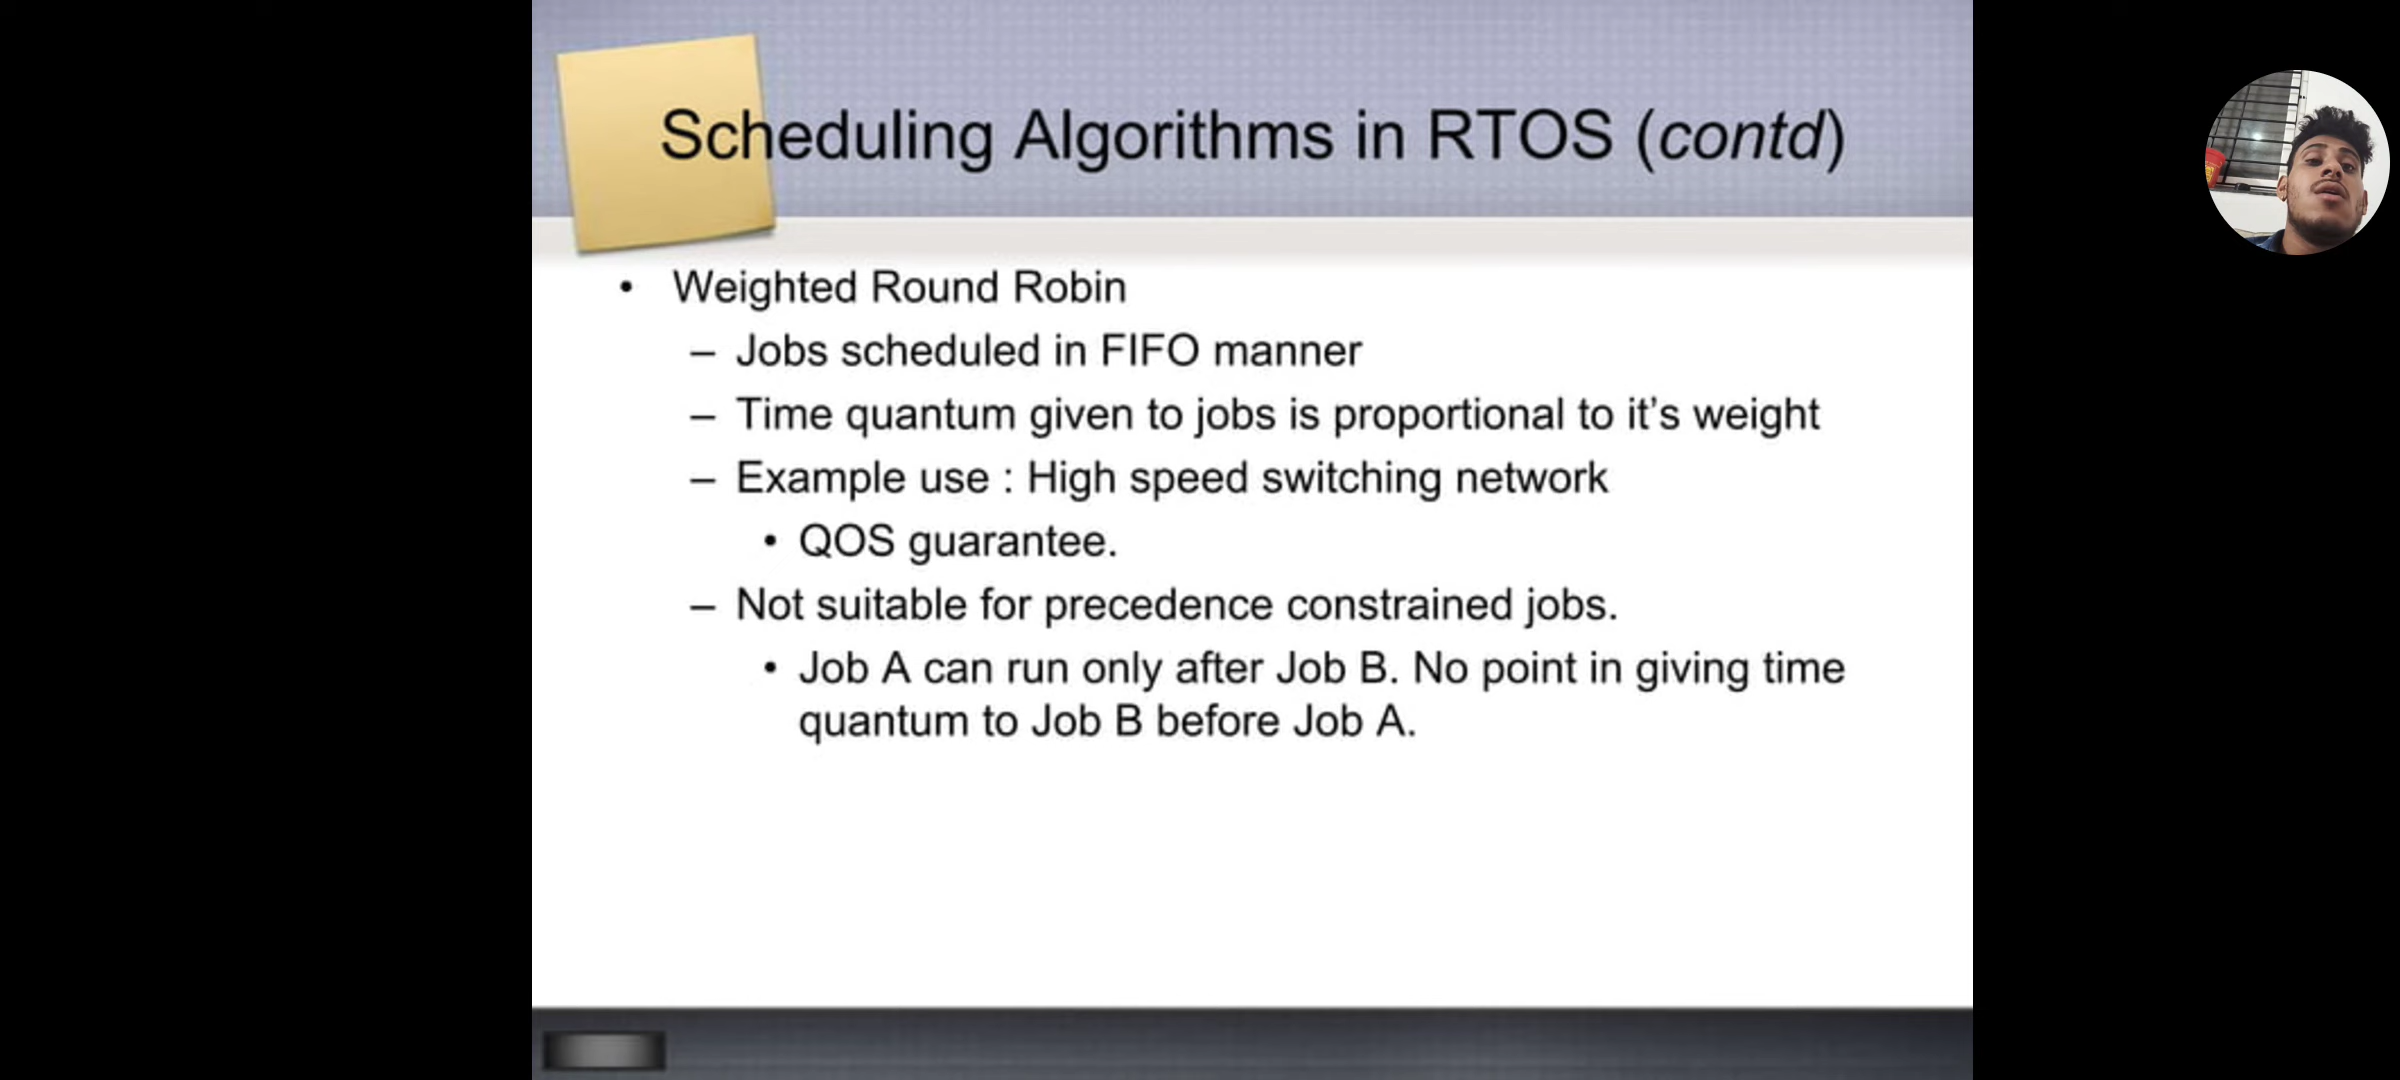 Scheduling Algorithms in RTOS (contd)
• Weighted Round Robin
– Jobs scheduled in FIFO manner
– Time quantum given to jobs is proportional to it's weight
– Example use : High speed switching network
• QOS guarantee.
– Not suitable for precedence constrained jobs.
• Job A can run only after Job B. No point in giving time
quantum to Job B before Job A.